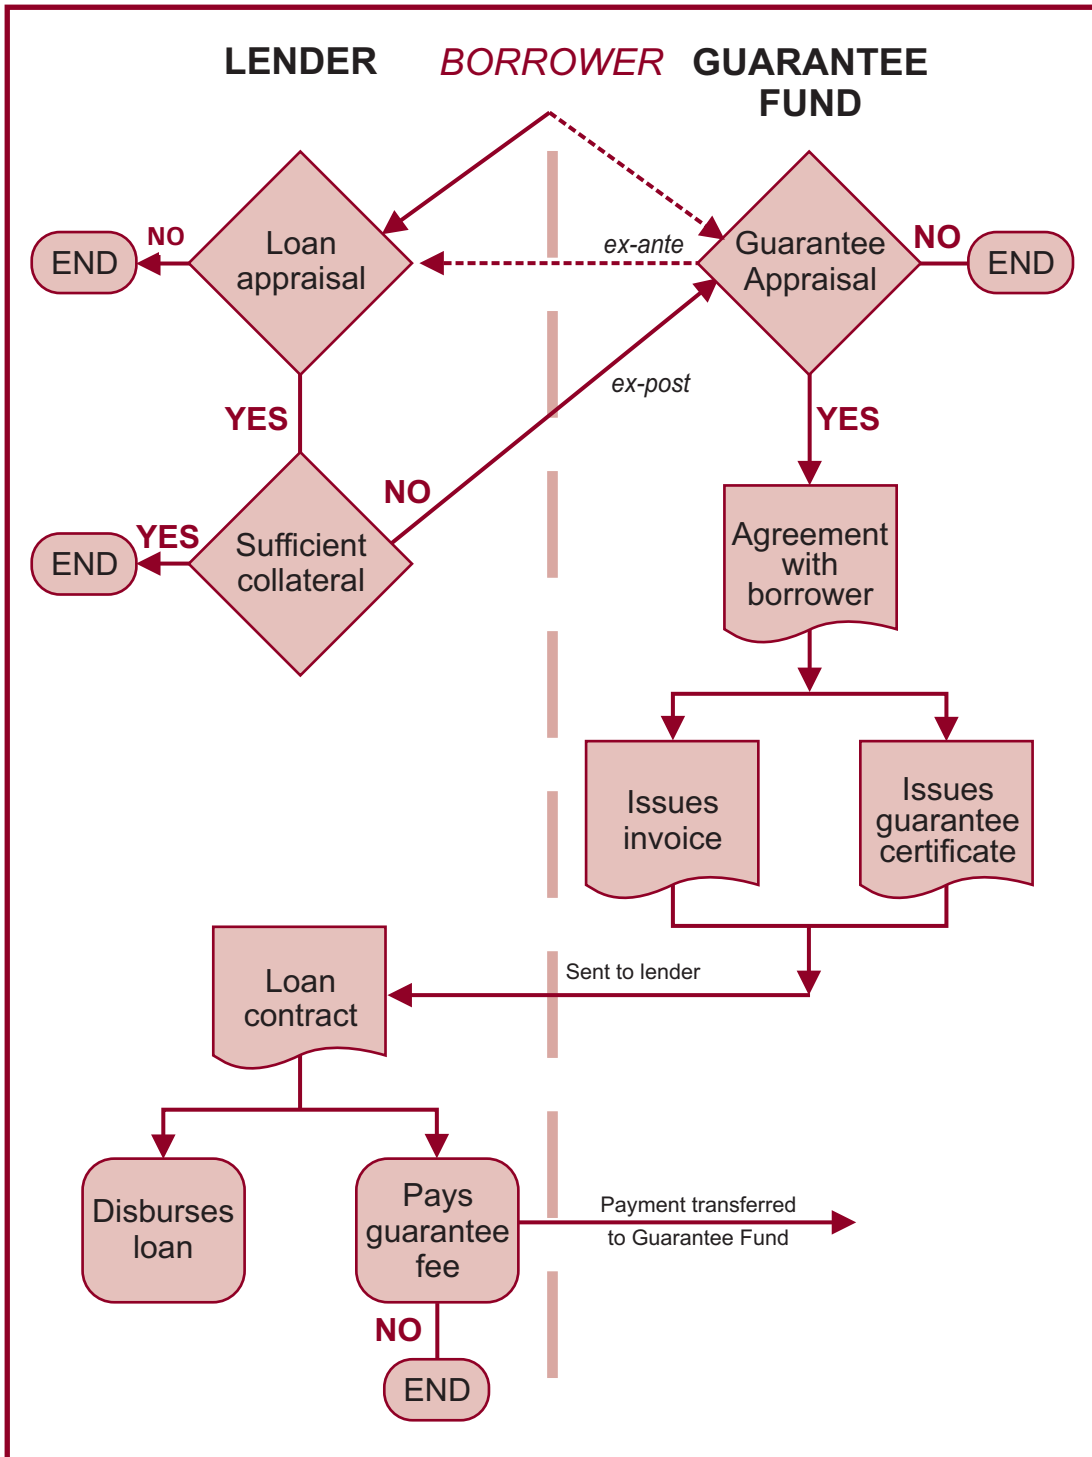 LENDER
BORROWER
GUARANTEE
FUND
Loan
appraisal
NO
END
ex-ante
Guarantee
Appraisal
NO
END
ex-post
YES
YES
NO
Sufficient
collateral
YES
END
Agreement
with
borrower
Issues
invoice
Issues
guarantee
certificate
Sent to lender
Loan
contract
Disburses
loan
Pays
guarantee
fee
Payment transferred
to Guarantee Fund
NO
END